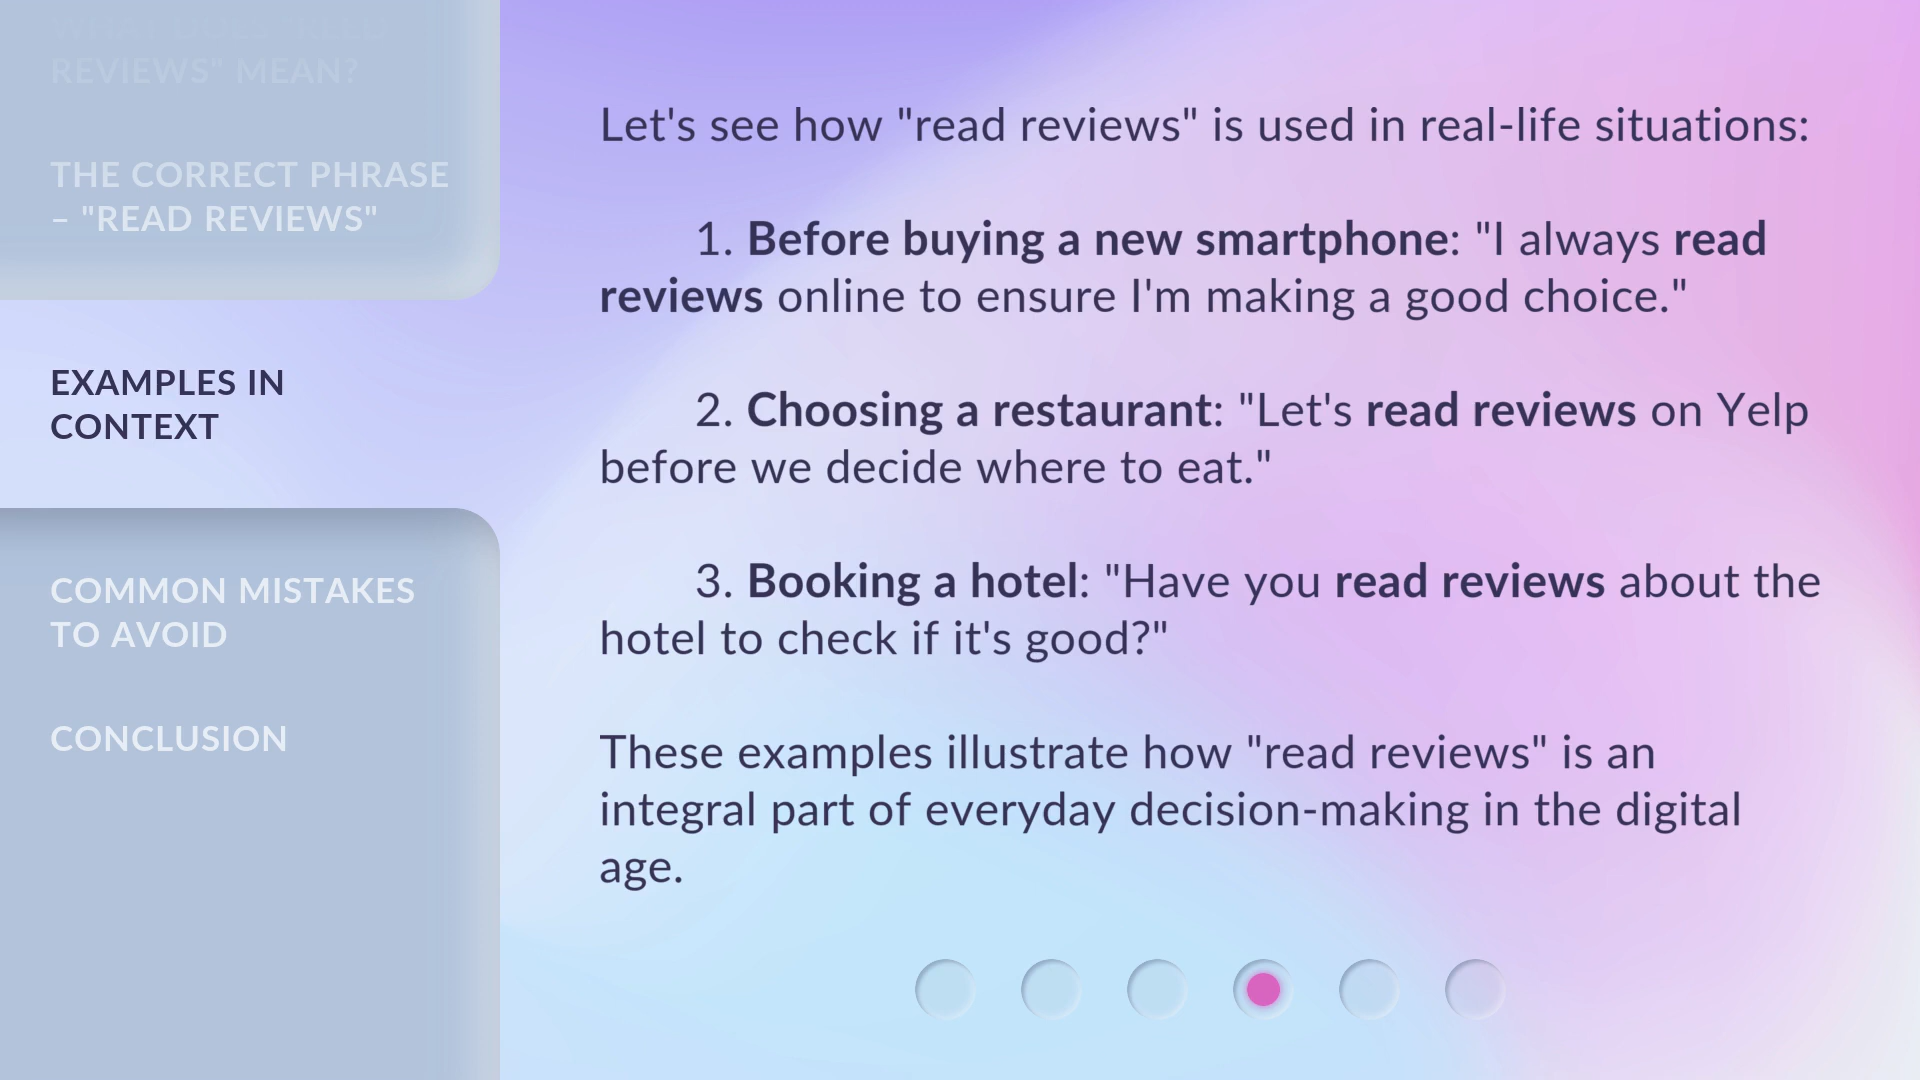 WHAT DOES "REED
REVIEWS" MEAN?
THE CORRECT PHRASE
– "READ REVIEWS"
EXAMPLES IN
CONTEXT
COMMON MISTAKES
TO AVOID
CONCLUSION
Let's see how "read reviews" is used in real-life situations:
1. Before buying a new smartphone: "I always read
reviews online to ensure I'm making a good choice."
2. Choosing a restaurant: "Let's read reviews on Yelp
before we decide where to eat."
3. Booking a hotel: "Have you read reviews about the
hotel to check if it's good?"
These examples illustrate how "read reviews" is an
integral part of everyday decision-making in the digital
age.